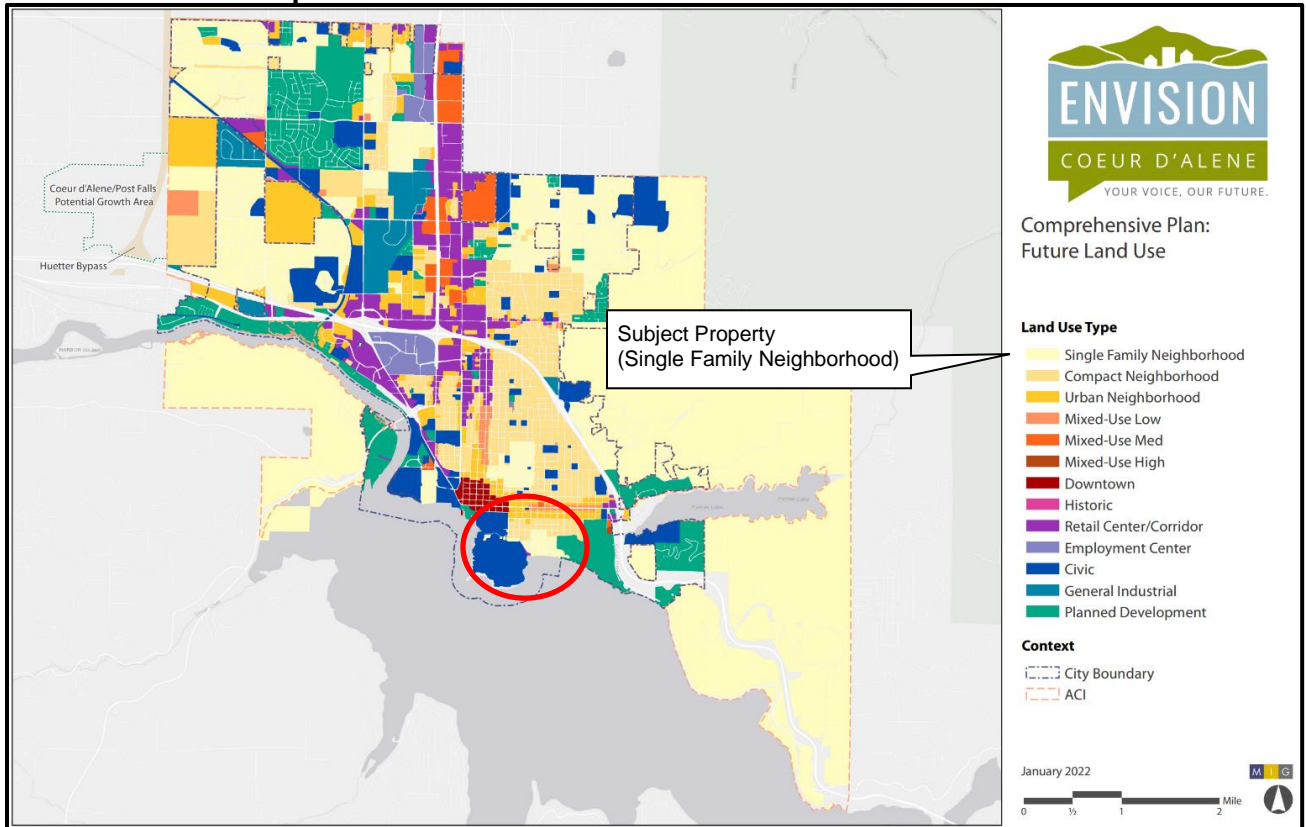 ENVISION
COEUR D'ALENE
YOUR VOICE, OUR FUTURE.
Comprehensive Plan:
Future Land Use
Coeur d'Alene/Post Falls
Potential Growth Area
Huetter Bypass
Subject Property
(Single Family Neighborhood)
Land Use Type
Single Family Neighborhood
Compact Neighborhood
Urban Neighborhood
Mixed-Use Low
Mixed-Use Med
Mixed-Use High
Downtown
Historic
Retail Center/Corridor
Employment Center
Civic
General Industrial
Planned Development
Context
City Boundary
ACI
January 2022
M I G
0 ½ 1 2 Mile